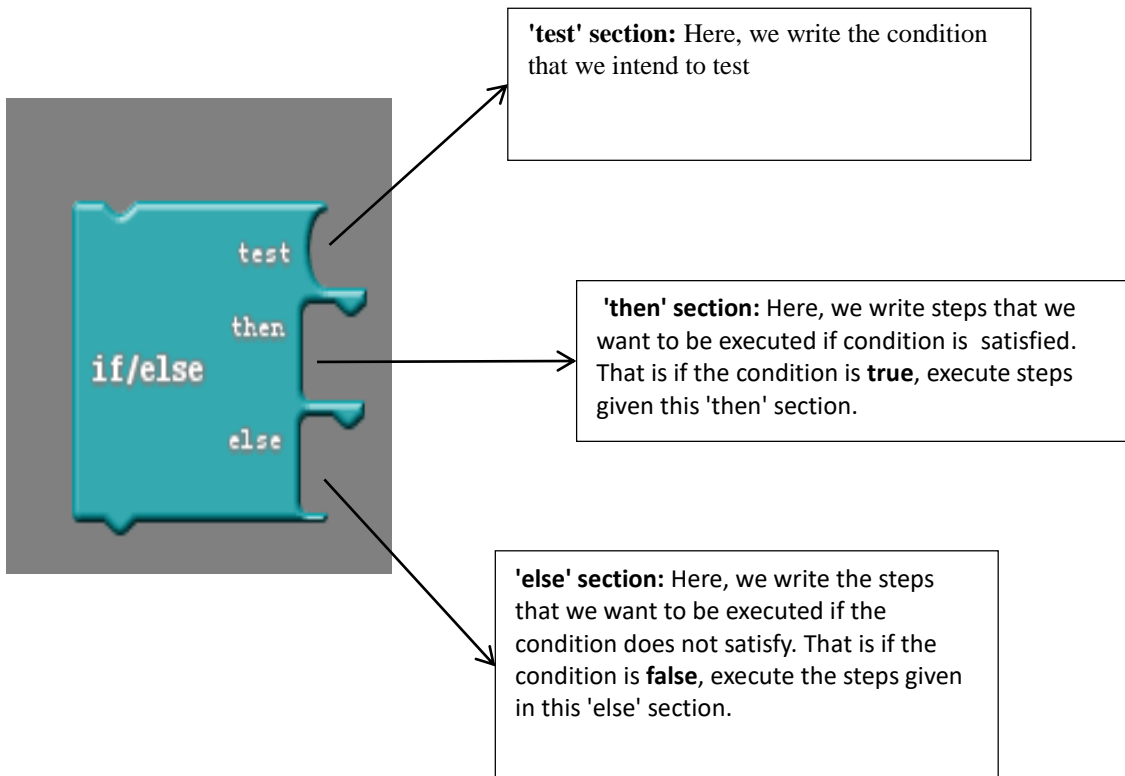 'test' section: Here, we write the condition
that we intend to test
test
then
if/else
else
'then' section: Here, we write steps that we
want to be executed if condition is satisfied.
That is if the condition is true, execute steps
given this 'then' section.
'else' section: Here, we write the steps
that we want to be executed if the
condition does not satisfy. That is if the
condition is false, execute the steps given
in this 'else' section.